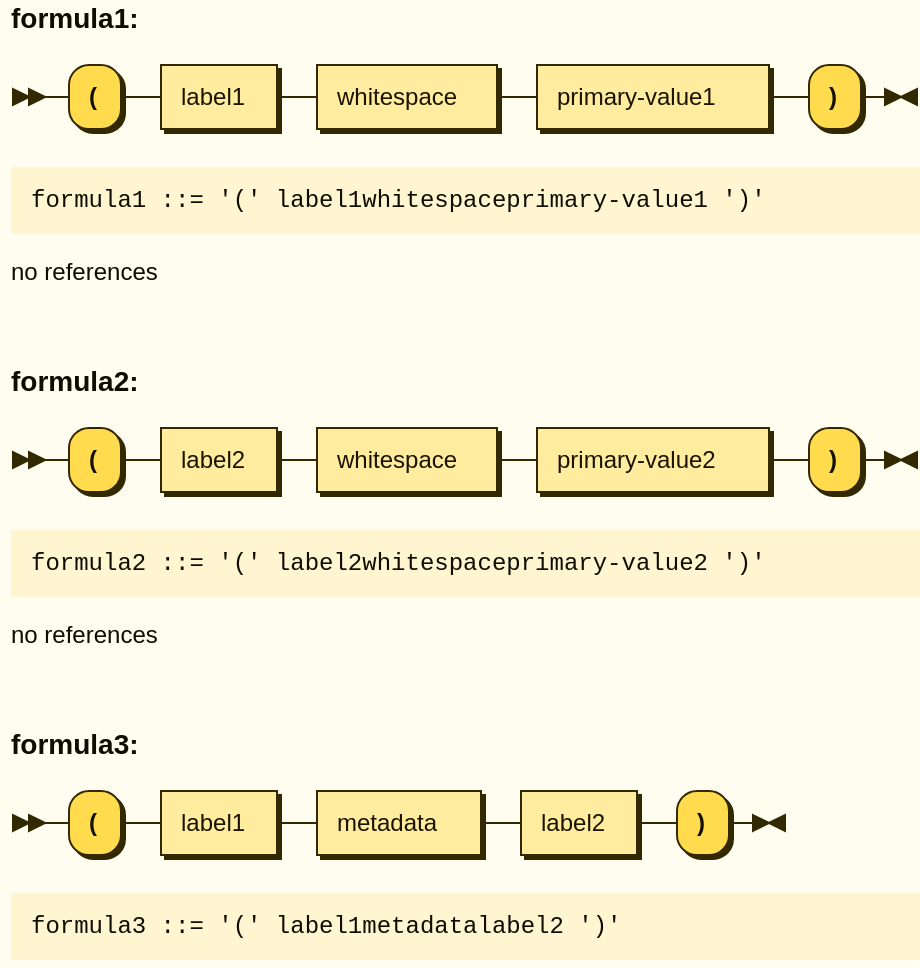 formula1:
( label1 whitespace primary-value1 )
formula1 ::= '(' label1whitespaceprimary-value1 ')'
no references
formula2:
( label2 whitespace primary-value2 )
formula2 ::= '(' label2whitespaceprimary-value2 ')'
no references
formula3:
( label1 metadata label2 )
formula3 ::= '(' label1metadatalabel2 ')'